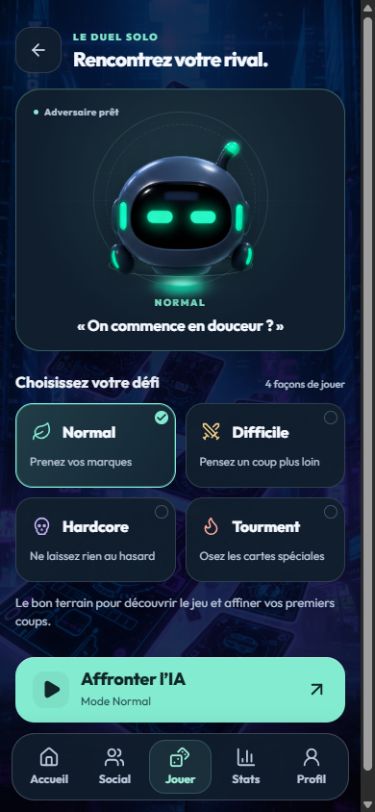 LE DUEL SOLO
Rencontrez votre rival.
Adversaire prêt
NORMAL
« On commence en douceur ? »
Choisissez votre défi
4 façons de jouer
Normal
Prenez vos marques
Difficile
Pensez un coup plus loin
Hardcore
Ne laissez rien au hasard
Tourment
Osez les cartes spéciales
Le bon terrain pour découvrir le jeu et affiner vos premiers
coups.
Affronter l'IA
Mode Normal
Accueil
Social
Jouer
Stats
Profil